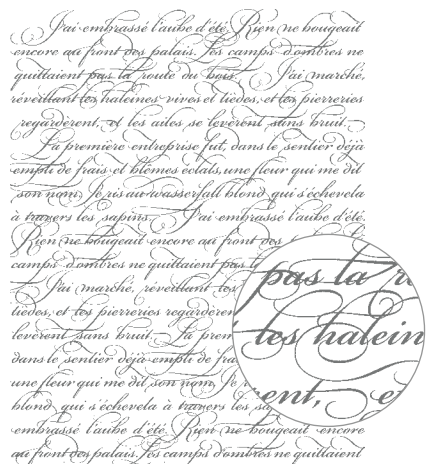 J'ai embrassé l'aube d'été. Rien ne bougeait
encore au front des palais. Les camps d'ombres ne
quittaient pas la route du bois. J'ai marché,
réveillant les haleines vives et tièdes, et les pierreries
regardèrent, et les ailes se levèrent sans bruit.
La première entreprise fut, dans le sentier déjà
empli de frais et blêmes éclats, une fleur qui me dit
son nom. Je ris au wasserfall blond qui s'échevela
à travers les sapins. J'ai embrassé l'aube d'été.
Rien ne bougeait encore au front des
camps d'ombres ne quittaient pas l
J'ai marché, réveillant les
tièdes, et les pierreries regardèren
levèrent sans bruit. La prem
dans le sentier déjà empli de fra
une fleur qui me dit son nom. Je r
blond qui s'échevela à travers les sa
embrassé l'aube d'été. Rien ne bougeait encore
au front des palais. Les camps d'ombres ne quittaient
pas la r
les halein
rent, et